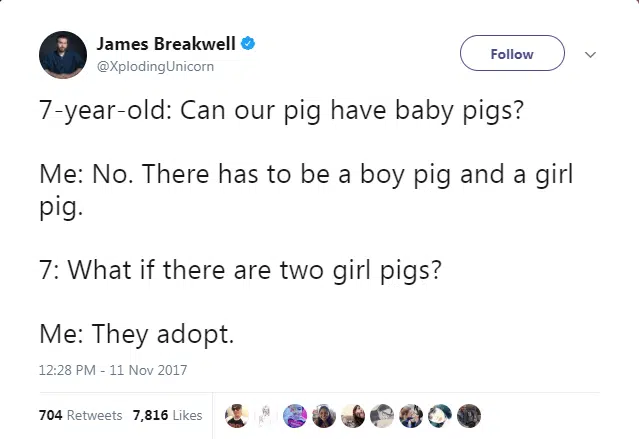 James Breakwell
@XplodingUnicorn
Follow
7-year-old: Can our pig have baby pigs?
Me: No. There has to be a boy pig and a girl
pig.
7: What if there are two girl pigs?
Me: They adopt.
12:28 PM - 11 Nov 2017
704 Retweets 7,816 Likes